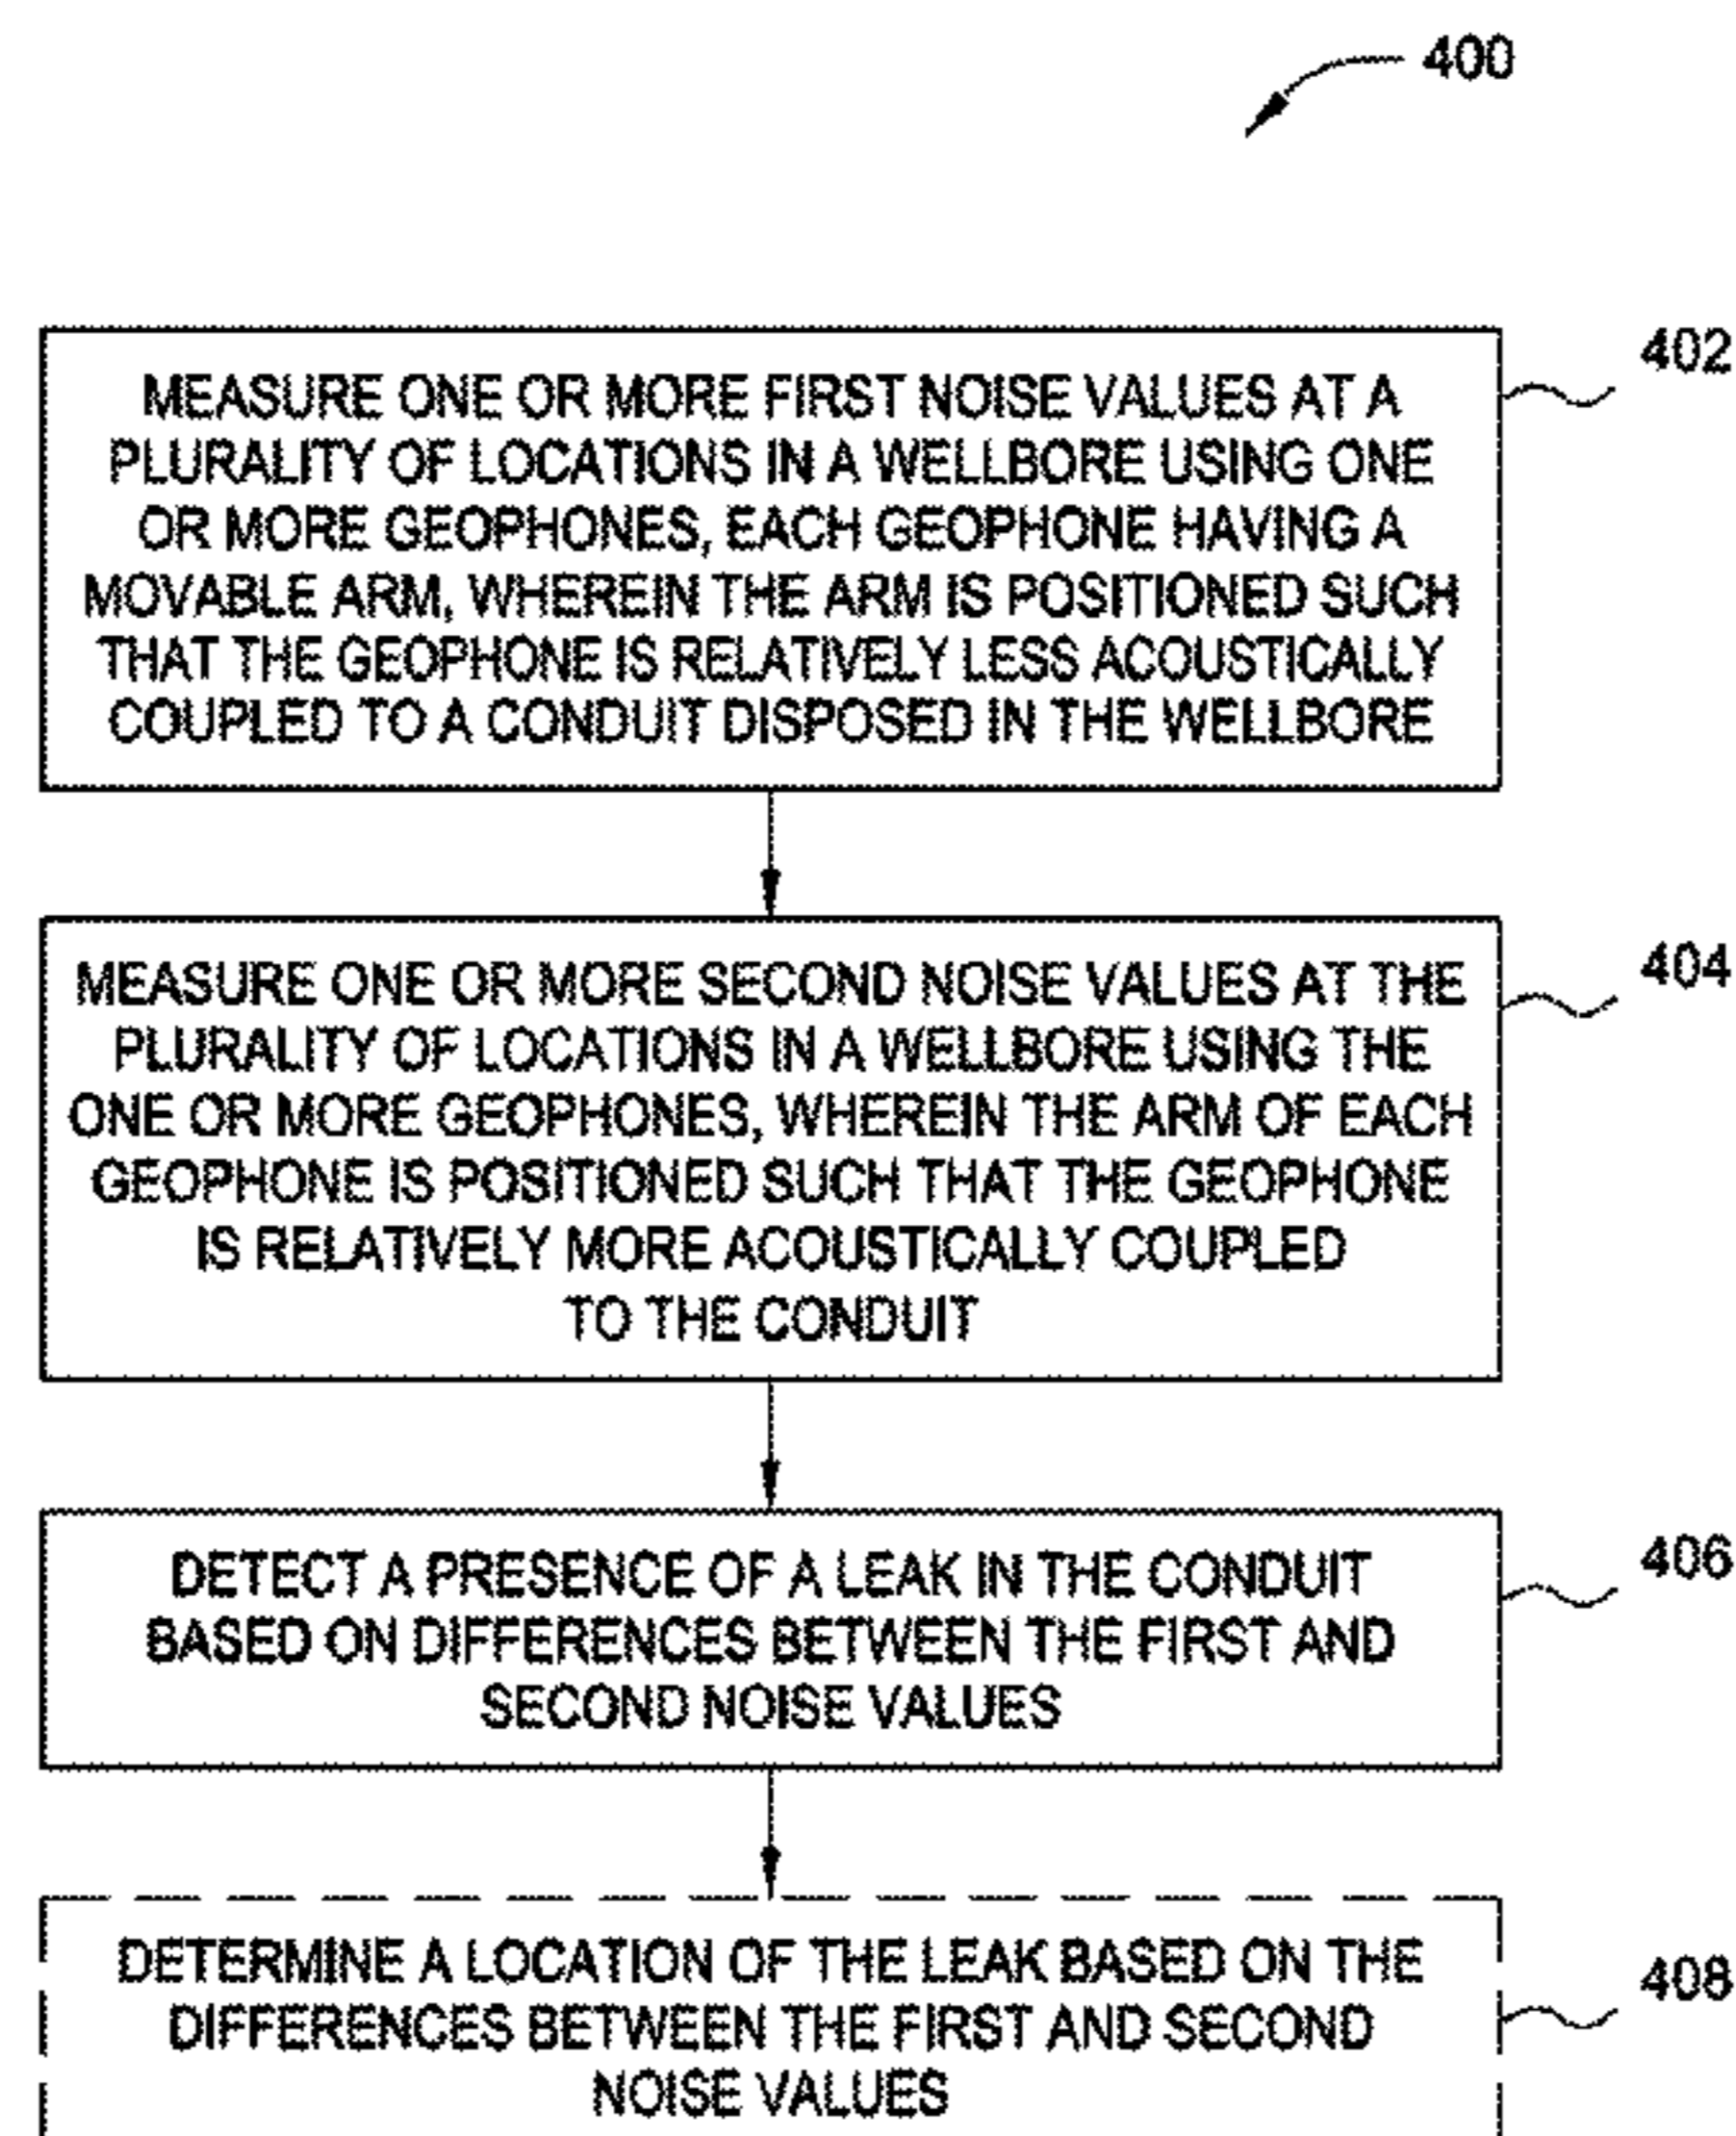 400
402
MEASURE ONE OR MORE FIRST NOISE VALUES AT A
PLURALITY OF LOCATIONS IN A WELLBORE USING ONE
OR MORE GEOPHONES, EACH GEOPHONE HAVING A
MOVABLE ARM, WHEREIN THE ARM IS POSITIONED SUCH
THAT THE GEOPHONE IS RELATIVELY LESS ACOUSTICALLY
COUPLED TO A CONDUIT DISPOSED IN THE WELLBORE
404
MEASURE ONE OR MORE SECOND NOISE VALUES AT THE
PLURALITY OF LOCATIONS IN A WELLBORE USING THE
ONE OR MORE GEOPHONES, WHEREIN THE ARM OF EACH
GEOPHONE IS POSITIONED SUCH THAT THE GEOPHONE
IS RELATIVELY MORE ACOUSTICALLY COUPLED
TO THE CONDUIT
406
DETECT A PRESENCE OF A LEAK IN THE CONDUIT
BASED ON DIFFERENCES BETWEEN THE FIRST AND
SECOND NOISE VALUES
408
DETERMINE A LOCATION OF THE LEAK BASED ON THE
DIFFERENCES BETWEEN THE FIRST AND SECOND
NOISE VALUES